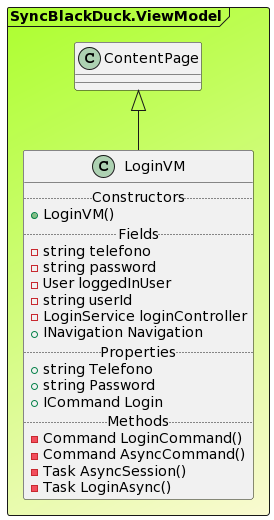 SyncBlackDuck.ViewModel
C ContentPage
C LoginVM
Constructors
LoginVM()
Fields
string telefono
string password
User loggedInUser
string userId
LoginService loginController
INavigation Navigation
Properties
string Telefono
string Password
ICommand Login
Methods
Command LoginCommand()
Command AsyncCommand()
Task AsyncSession()
Task LoginAsync()